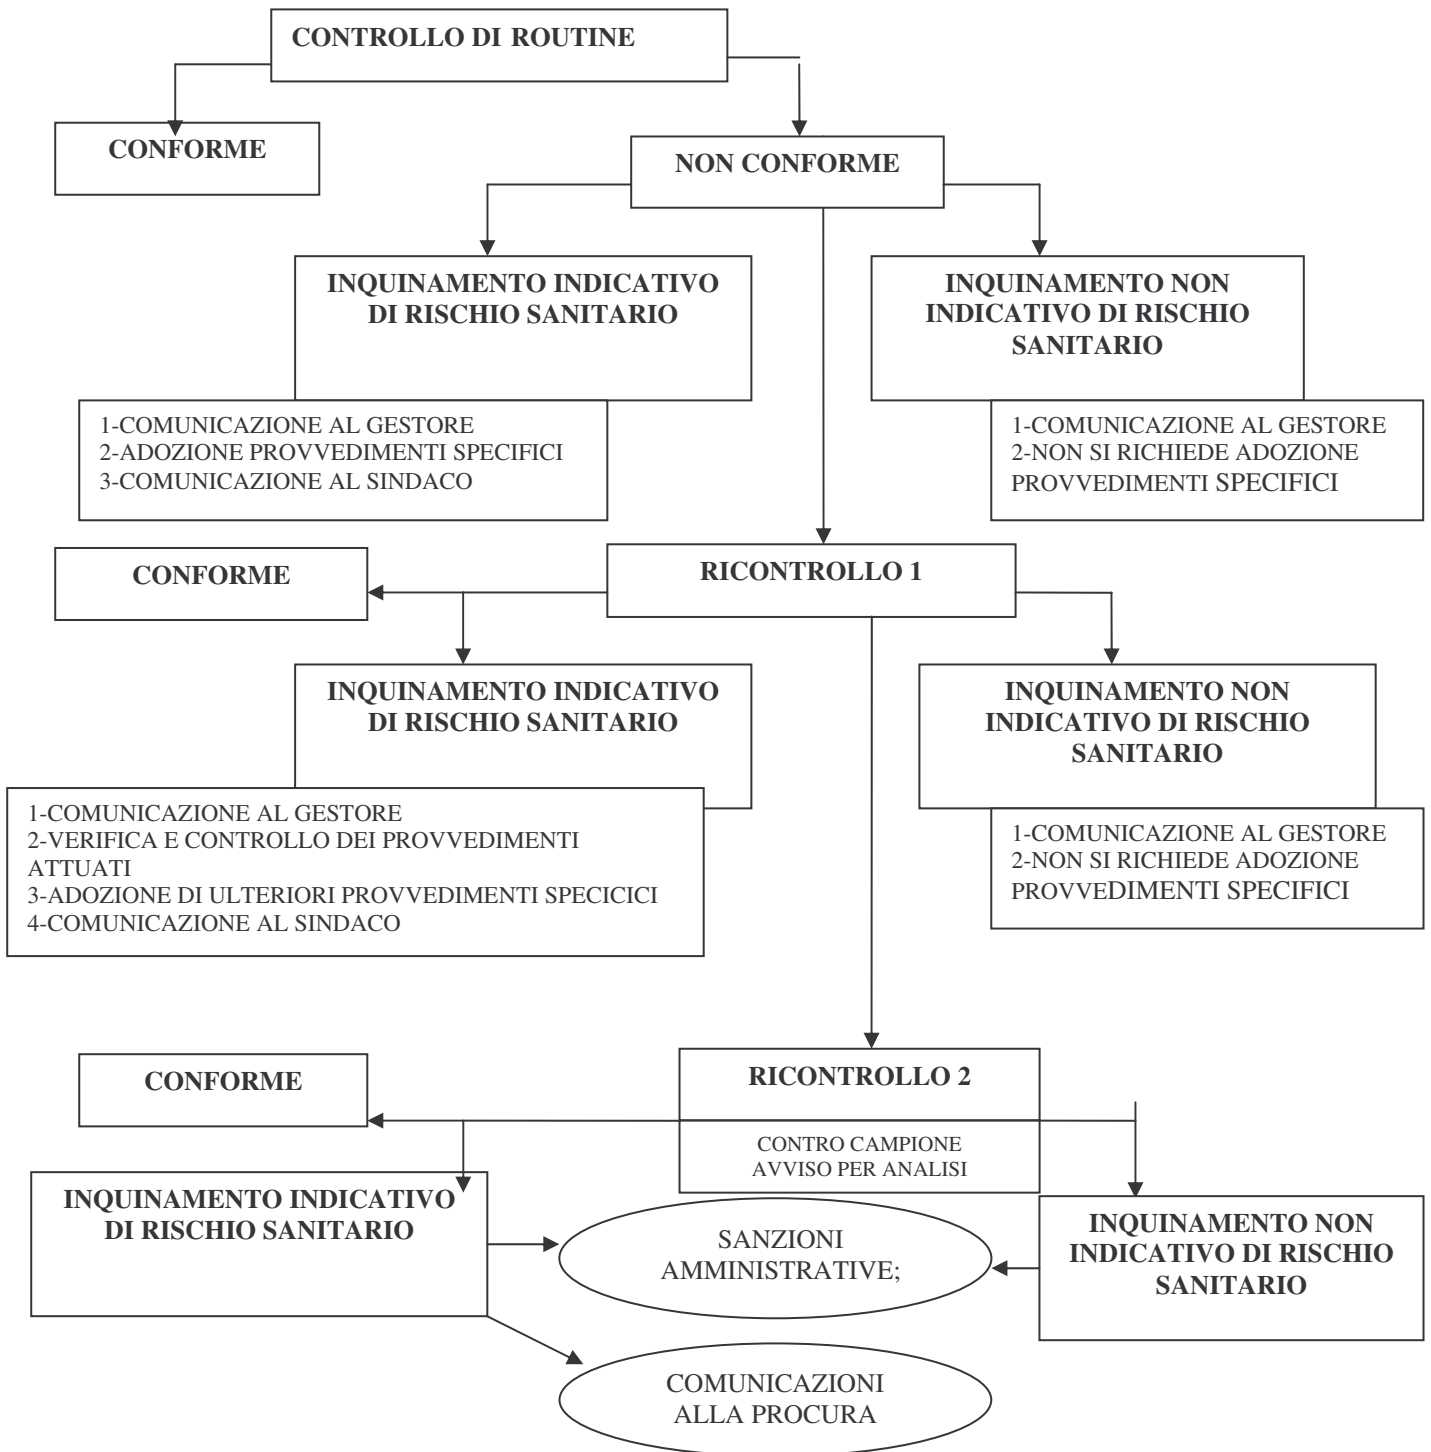 CONTROLLO DI ROUTINE
CONFORME
NON CONFORME
INQUINAMENTO INDICATIVO
DI RISCHIO SANITARIO
INQUINAMENTO NON
INDICATIVO DI RISCHIO
SANITARIO
1-COMUNICAZIONE AL GESTORE
2-ADOZIONE PROVVEDIMENTI SPECIFICI
3-COMUNICAZIONE AL SINDACO
1-COMUNICAZIONE AL GESTORE
2-NON SI RICHIEDE ADOZIONE
PROVVEDIMENTI SPECIFICI
CONFORME
RICONTROLLO 1
INQUINAMENTO INDICATIVO
DI RISCHIO SANITARIO
INQUINAMENTO NON
INDICATIVO DI RISCHIO
SANITARIO
1-COMUNICAZIONE AL GESTORE
2-VERIFICA E CONTROLLO DEI PROVVEDIMENTI
ATTUATI
3-ADOZIONE DI ULTERIORI PROVVEDIMENTI SPECICICI
4-COMUNICAZIONE AL SINDACO
1-COMUNICAZIONE AL GESTORE
2-NON SI RICHIEDE ADOZIONE
PROVVEDIMENTI SPECIFICI
CONFORME
RICONTROLLO 2
CONTRO CAMPIONE
AVVISO PER ANALISI
INQUINAMENTO INDICATIVO
DI RISCHIO SANITARIO
SANZIONI
AMMINISTRATIVE;
INQUINAMENTO NON
INDICATIVO DI RISCHIO
SANITARIO
COMUNICAZIONI
ALLA PROCURA